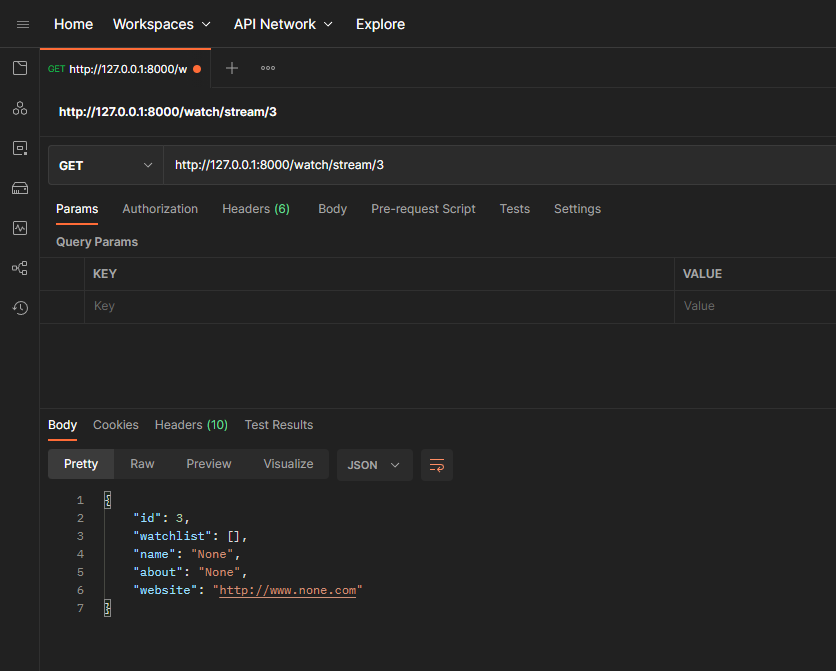 Home Workspaces API Network Explore
GET http://127.0.0.1:8000/w
http://127.0.0.1:8000/watch/stream/3
GET http://127.0.0.1:8000/watch/stream/3
Params Authorization Headers (6) Body Pre-request Script Tests Settings
Query Params
KEY VALUE
Key Value
Body Cookies Headers (10) Test Results
Pretty Raw Preview Visualize JSON
1 {
2 "id": 3,
3 "watchlist": [],
4 "name": "None",
5 "about": "None",
6 "website": "http://www.none.com"
7 }